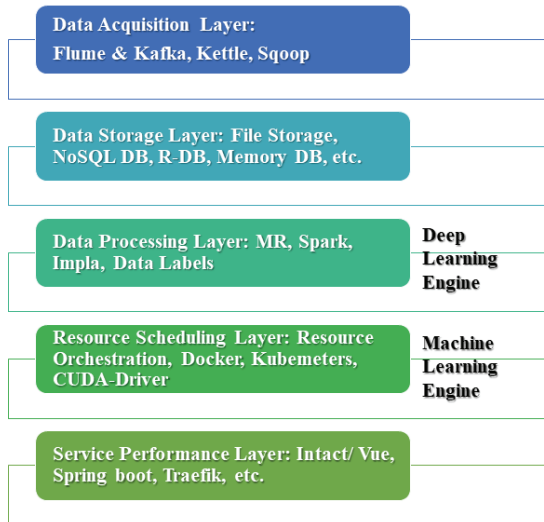 Data Acquisition Layer:
Flume & Kafka, Kettle, Sqoop
Data Storage Layer: File Storage,
NoSQL DB, R-DB, Memory DB, etc.
Data Processing Layer: MR, Spark,
Impla, Data Labels
Deep
Learning
Engine
Resource Scheduling Layer: Resource
Orchestration, Docker, Kubemeters,
CUDA-Driver
Machine
Learning
Engine
Service Performance Layer: Intact/ Vue,
Spring boot, Traefik, etc.